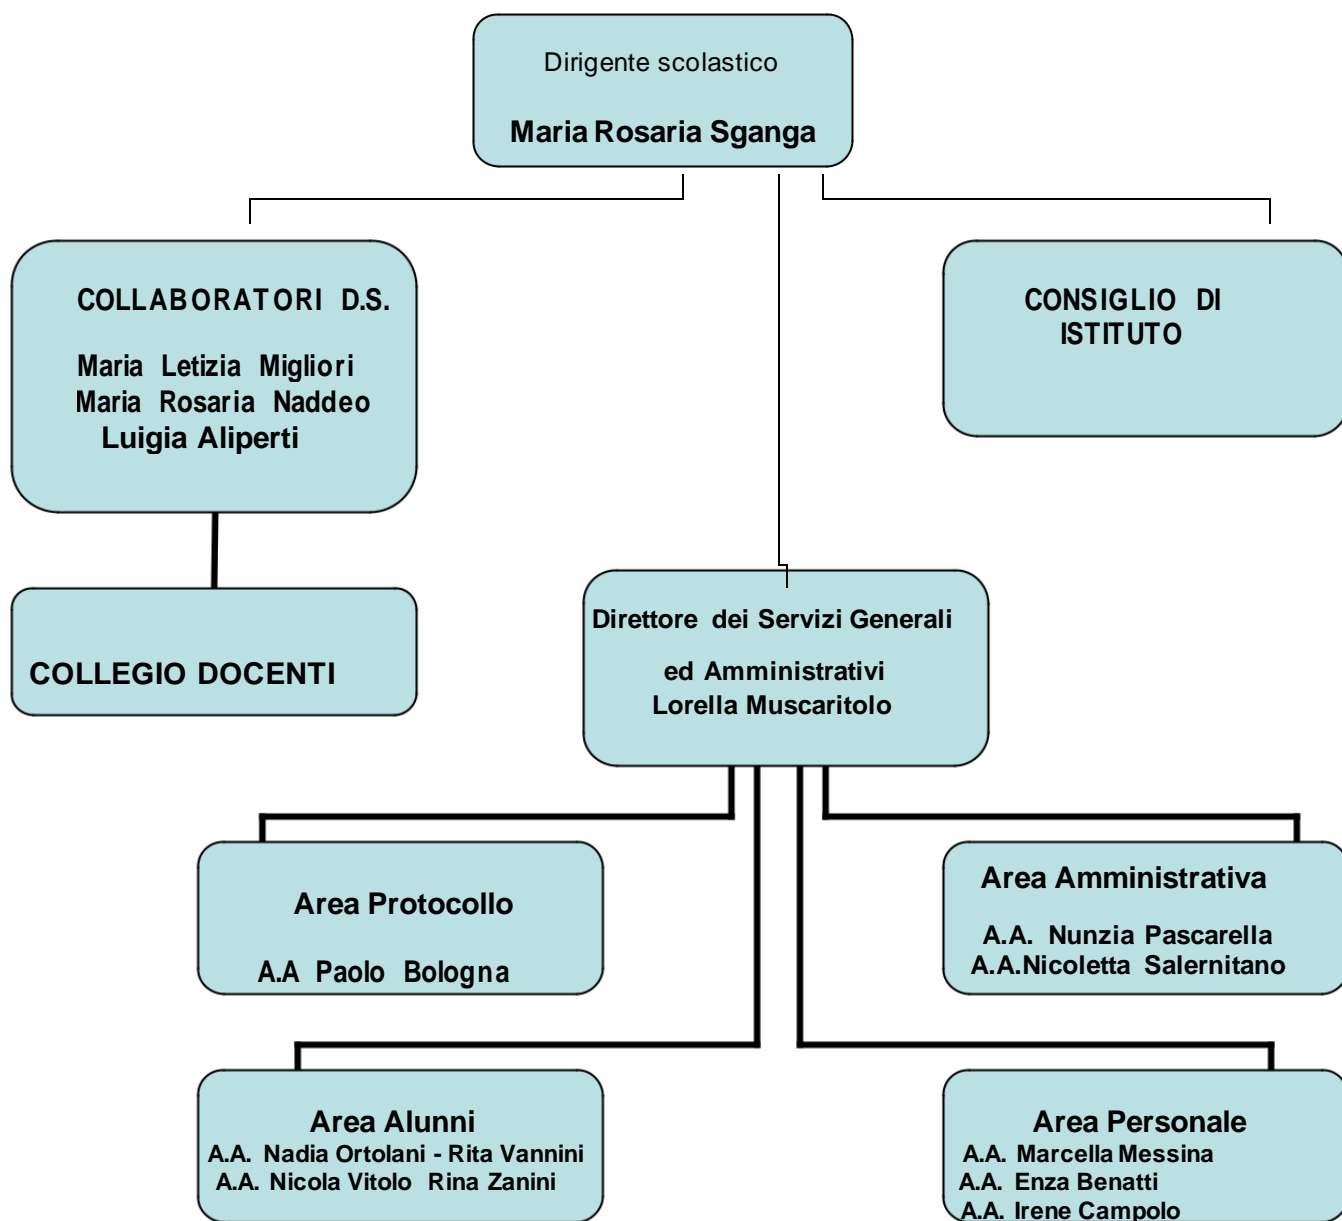 Dirigente scolastico
Maria Rosaria Sganga
COLLABORATORI D.S.
Maria Letizia Migliori
Maria Rosaria Naddeo
Luigia Aliperti
CONSIGLIO DI
ISTITUTO
COLLEGIO DOCENTI
Direttore dei Servizi Generali
ed Amministrativi
Lorella Muscaritolo
Area Protocollo
A.A Paolo Bologna
Area Amministrativa
A.A. Nunzia Pascarella
A.A.Nicoletta Salernitano
Area Alunni
A.A. Nadia Ortolani - Rita Vannini
A.A. Nicola Vitolo Rina Zanini
Area Personale
A.A. Marcella Messina
A.A. Enza Benatti
A.A. Irene Campolo